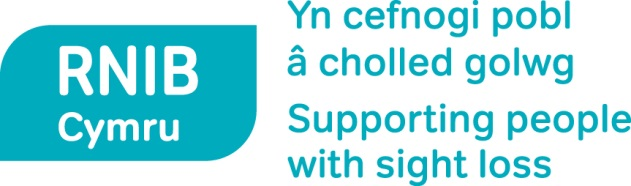 RNIB
Cymru
Yn cefnogi pobl
â cholled golwg
Supporting people
with sight loss